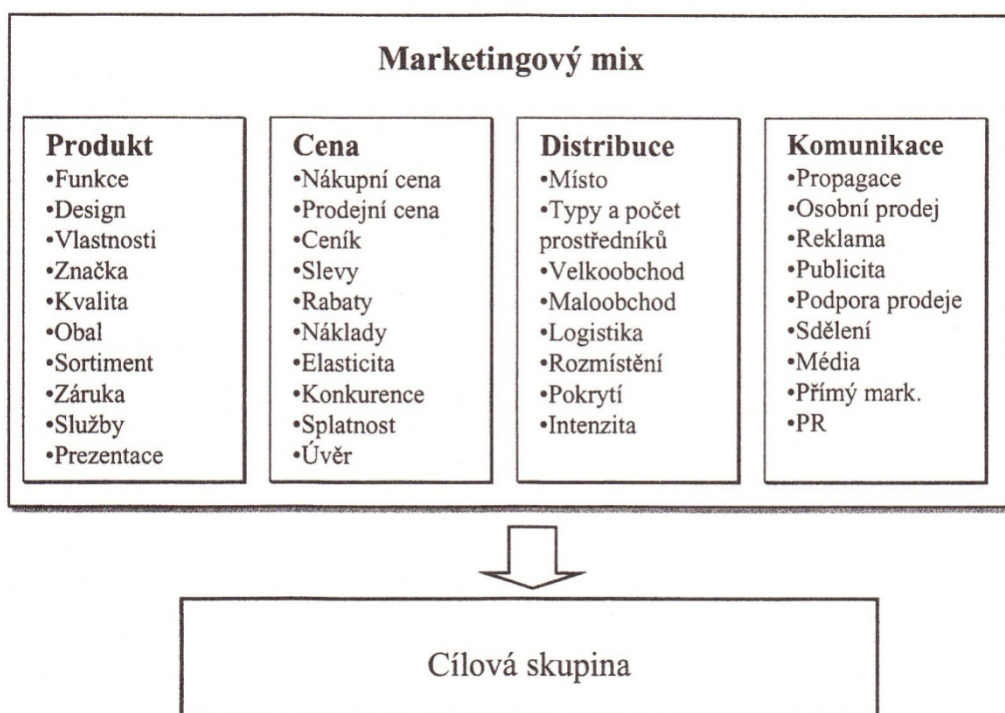 Marketingový mix
Produkt
•Funkce
•Design
•Vlastnosti
•Značka
•Kvalita
•Obal
•Sortiment
•Záruka
•Služby
•Prezentace
Cena
•Nákupní cena
•Prodejní cena
•Ceník
•Slevy
•Rabaty
•Náklady
•Elasticita
•Konkurence
•Splatnost
•Úvěr
Distribuce
•Místo
•Typy a počet
prostředníků
•Velkoobchod
•Maloobchod
•Logistika
•Rozmístění
•Pokrytí
•Intenzita
Komunikace
•Propagace
•Osobní prodej
•Reklama
•Publicita
•Podpora prodeje
•Sdělení
•Média
•Přímý mark.
•PR
Cílová skupina